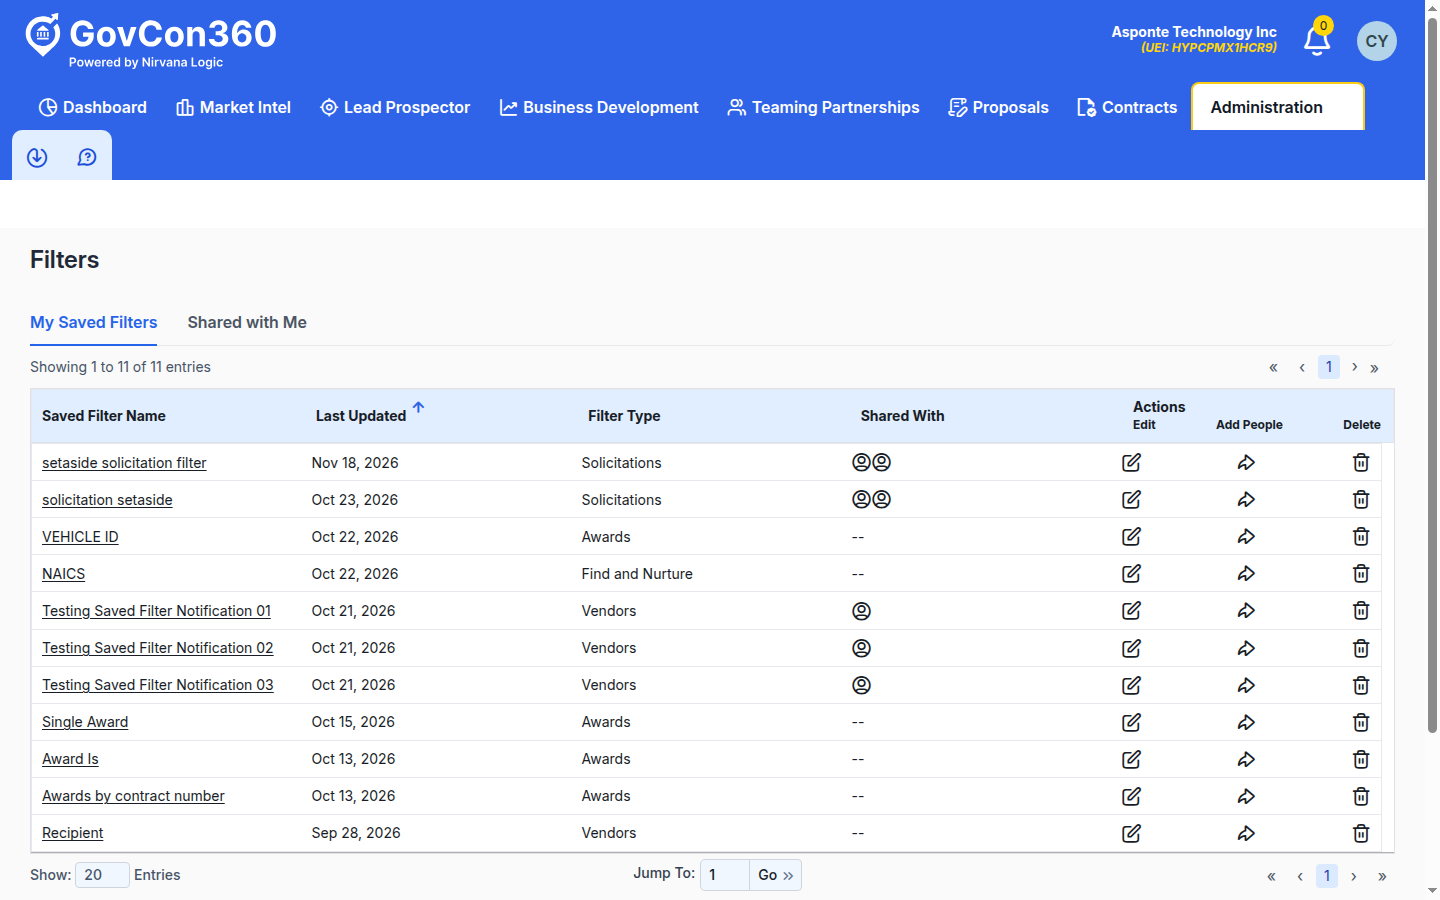 GovCon360
Powered by Nirvana Logic
Asponte Technology Inc
(UEI: HYPCPMX1HCR9)
0
CY
Dashboard
Market Intel
Lead Prospector
Business Development
Teaming Partnerships
Proposals
Contracts
Administration
Filters
My Saved Filters
Shared with Me
Showing 1 to 11 of 11 entries
« ‹ 1 › »
Saved Filter Name Last Updated Filter Type Shared With Actions
Edit Add People Delete
setaside solicitation filter Nov 18, 2026 Solicitations
solicitation setaside Oct 23, 2026 Solicitations
VEHICLE ID Oct 22, 2026 Awards --
NAICS Oct 22, 2026 Find and Nurture --
Testing Saved Filter Notification 01 Oct 21, 2026 Vendors
Testing Saved Filter Notification 02 Oct 21, 2026 Vendors
Testing Saved Filter Notification 03 Oct 21, 2026 Vendors
Single Award Oct 15, 2026 Awards --
Award Is Oct 13, 2026 Awards --
Awards by contract number Oct 13, 2026 Awards --
Recipient Sep 28, 2026 Vendors --
Show: 20 Entries
Jump To: 1 Go »
« ‹ 1 › »